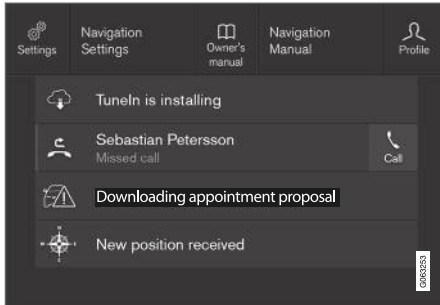 Settings
Navigation
Settings
Owner's
manual
Navigation
Manual
Profile
TuneIn is installing
Sebastian Petersson
Missed call
Call
Downloading appointment proposal
New position received
G063253